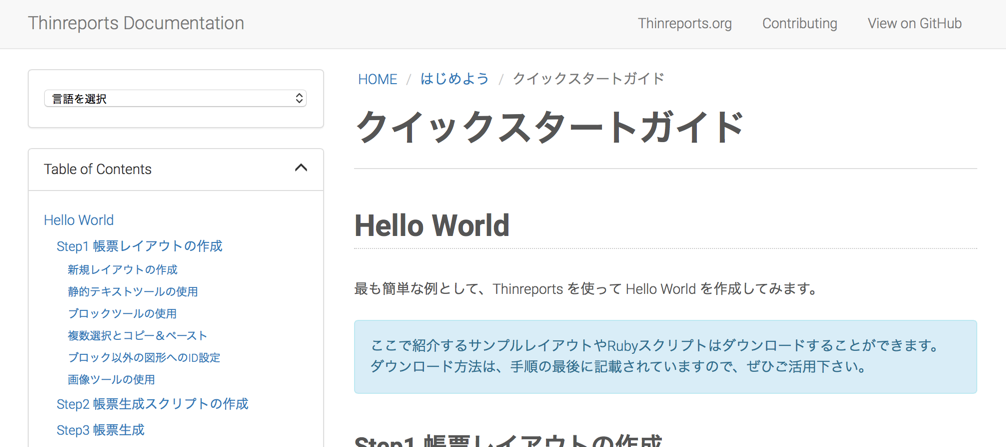 Thinreports Documentation
Thinreports.org
Contributing
View on GitHub
言語を選択
Table of Contents
Hello World
Step1 帳票レイアウトの作成
新規レイアウトの作成
静的テキストツールの使用
ブロックツールの使用
複数選択とコピー＆ペースト
ブロック以外の図形へのID設定
画像ツールの使用
Step2 帳票生成スクリプトの作成
Step3 帳票生成
HOME / はじめよう / クイックスタートガイド
クイックスタートガイド
Hello World
最も簡単な例として、Thinreports を使って Hello World を作成してみます。
ここで紹介するサンプルレイアウトやRubyスクリプトはダウンロードすることができます。
ダウンロード方法は、手順の最後に記載されていますので、ぜひご活用下さい。
Step1 帳票レイアウトの作成